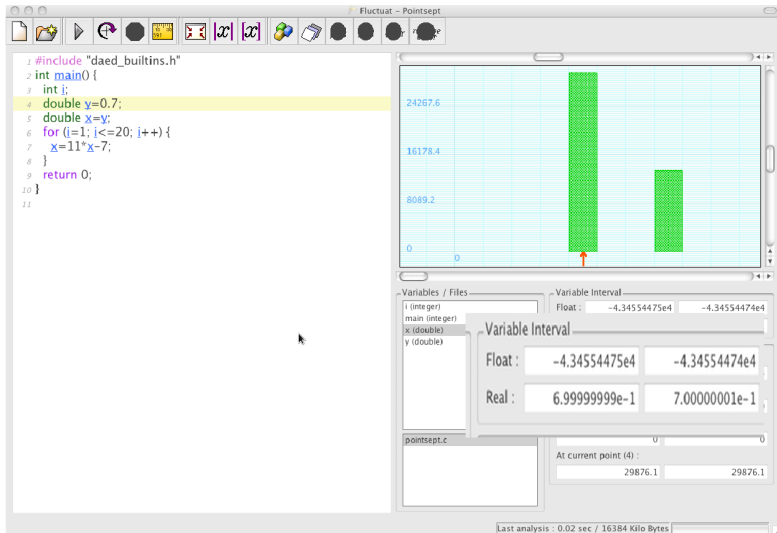 Fluctuat - Pointsept
1 #include "daed_builtins.h"
2 int main() {
3 int i;
4 double y=0.7;
5 double x=y;
6 for (i=1; i<=20; i++) {
7 x=11*x-7;
8 }
9 return 0;
10 }
11
24267.6
16178.4
8089.2
0
0
Variables / Files
i (integer)
main (integer)
x (double)
y (double)
pointsept.c
Variable Interval
Float : -4.34554475e4 -4.34554474e4
Variable Interval
Float : -4.34554475e4 -4.34554474e4
Real : 6.99999999e-1 7.00000001e-1
0 0
At current point (4) :
29876.1 29876.1
Last analysis : 0.02 sec / 16384 Kilo Bytes